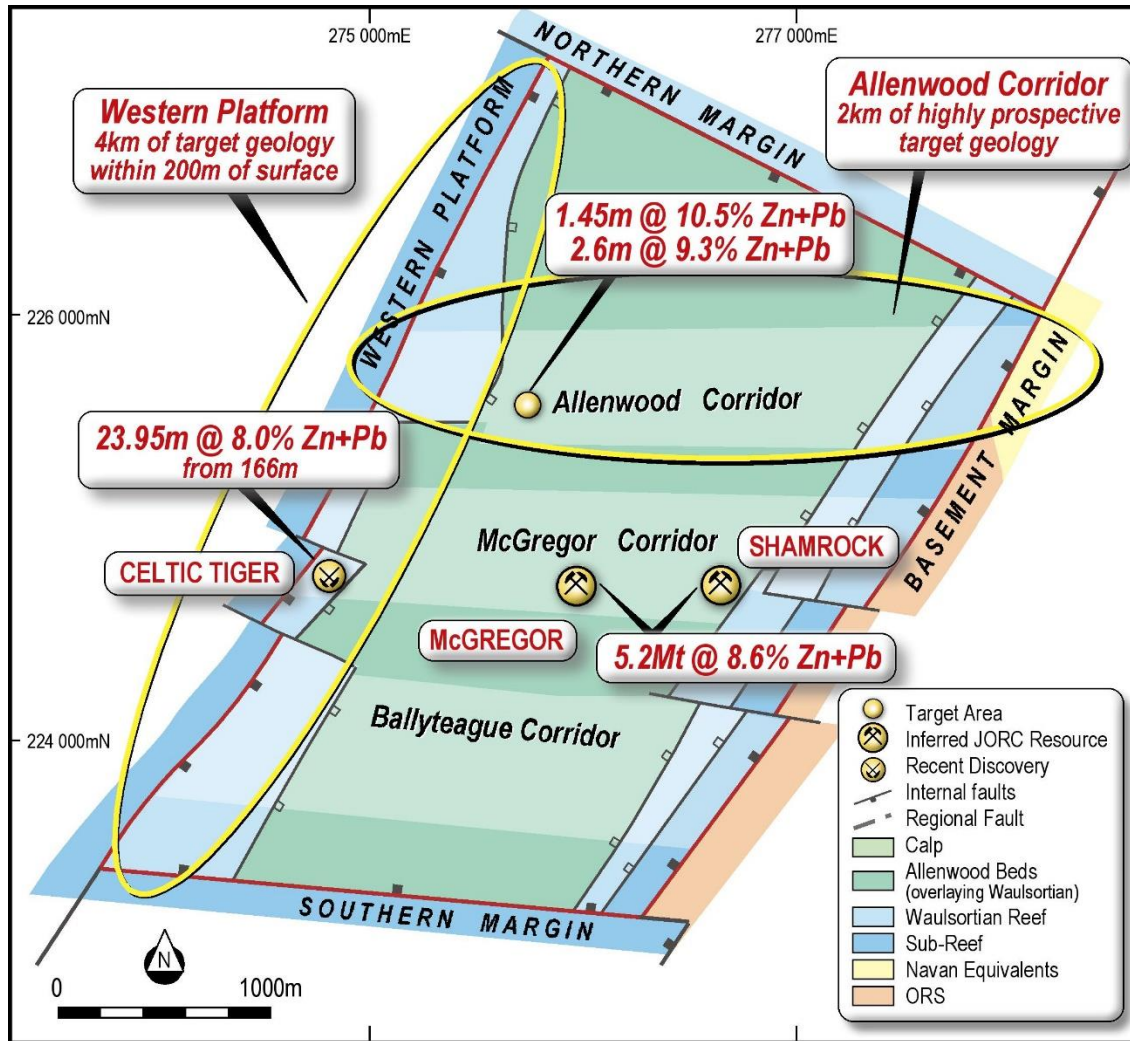 275 000mE
277 000mE
NORTHERN MARGIN
Western Platform
4km of target geology
within 200m of surface
Allenwood Corridor
2km of highly prospective
target geology
WESTERN PLATFORM
1.45m @ 10.5% Zn+Pb
2.6m @ 9.3% Zn+Pb
226 000mN
Allenwood Corridor
BASEMENT MARGIN
23.95m @ 8.0% Zn+Pb
from 166m
McGregor Corridor
SHAMROCK
CELTIC TIGER
McGREGOR
5.2Mt @ 8.6% Zn+Pb
Ballyteague Corridor
224 000mN
SOUTHERN MARGIN
N
0 1000m
Target Area
Inferred JORC Resource
Recent Discovery
Internal faults
Regional Fault
Calp
Allenwood Beds
(overlaying Waulsortian)
Waulsortian Reef
Sub-Reef
Navan Equivalents
ORS